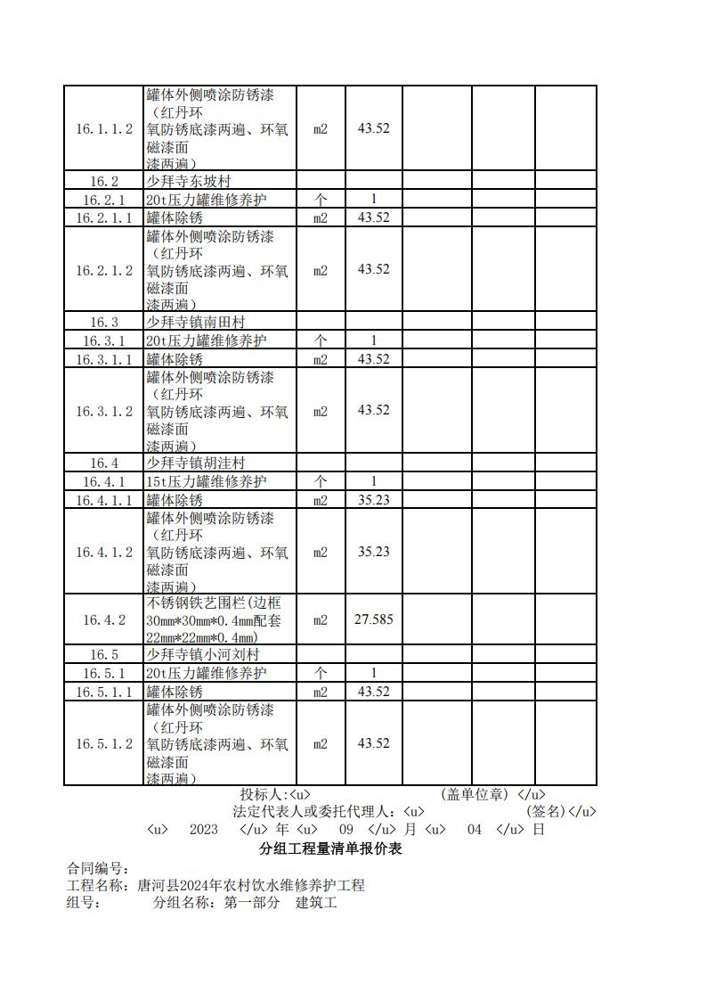 罐体外侧喷涂防锈漆
（红丹环
16.1.1.2 氧防锈底漆两遍、环氧 m2 43.52
磁漆面
漆两遍）
16.2 少拜寺东坡村
16.2.1 20t压力罐维修养护 个 1
16.2.1.1 罐体除锈 m2 43.52
罐体外侧喷涂防锈漆
（红丹环
16.2.1.2 氧防锈底漆两遍、环氧 m2 43.52
磁漆面
漆两遍）
16.3 少拜寺镇南田村
16.3.1 20t压力罐维修养护 个 1
16.3.1.1 罐体除锈 m2 43.52
罐体外侧喷涂防锈漆
（红丹环
16.3.1.2 氧防锈底漆两遍、环氧 m2 43.52
磁漆面
漆两遍）
16.4 少拜寺镇胡洼村
16.4.1 15t压力罐维修养护 个 1
16.4.1.1 罐体除锈 m2 35.23
罐体外侧喷涂防锈漆
（红丹环
16.4.1.2 氧防锈底漆两遍、环氧 m2 35.23
磁漆面
漆两遍）
不锈钢铁艺围栏(边框
16.4.2 30mm*30mm*0.4mm配套 m2 27.585
22mm*22mm*0.4mm)
16.5 少拜寺镇小河刘村
16.5.1 20t压力罐维修养护 个 1
16.5.1.1 罐体除锈 m2 43.52
罐体外侧喷涂防锈漆
（红丹环
16.5.1.2 氧防锈底漆两遍、环氧 m2 43.52
磁漆面
漆两遍）
投标人:<u> (盖单位章) </u>
法定代表人或委托代理人: <u> (签名)</u>
<u> 2023 </u> 年 <u> 09 </u> 月 <u> 04 </u> 日
分组工程量清单报价表
合同编号:
工程名称: 唐河县2024年农村饮水维修养护工程
组号: 分组名称: 第一部分 建筑工